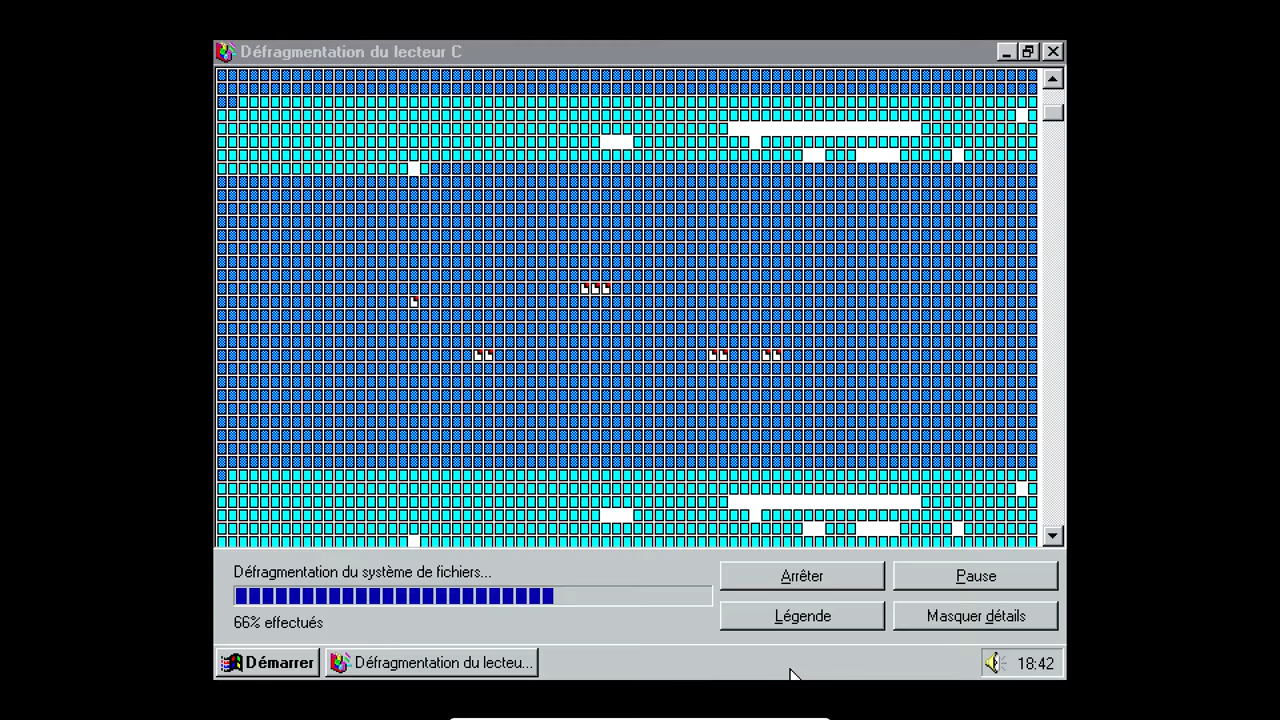 Défragmentation du lecteur C
Défragmentation du système de fichiers...
66% effectués
Arrêter
Pause
Légende
Masquer détails
Démarrer
Défragmentation du lecteu...
18:42